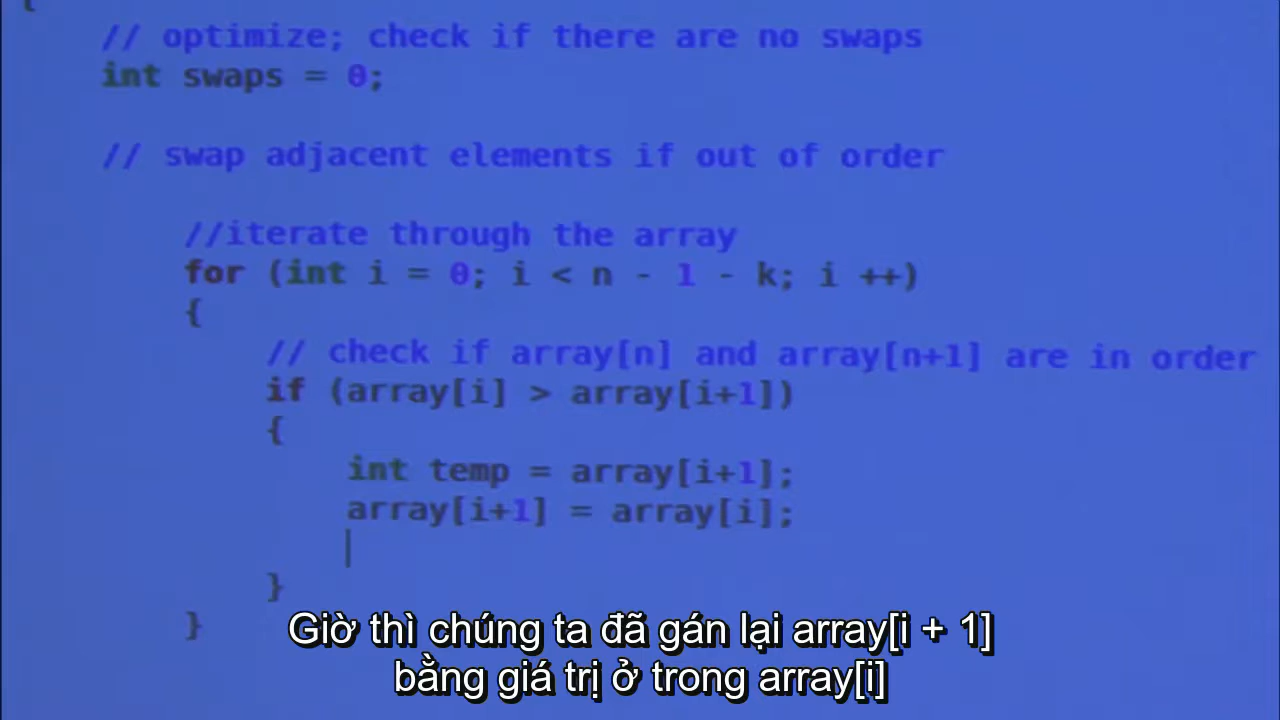 {
// optimize; check if there are no swaps
int swaps = 0;
// swap adjacent elements if out of order
//iterate through the array
for (int i = 0; i < n - 1 - k; i ++)
{
// check if array[n] and array[n+1] are in order
if (array[i] > array[i+1])
{
int temp = array[i+1];
array[i+1] = array[i];
}
}
Giờ thì chúng ta đã gán lại array[i + 1]
bằng giá trị ở trong array[i]